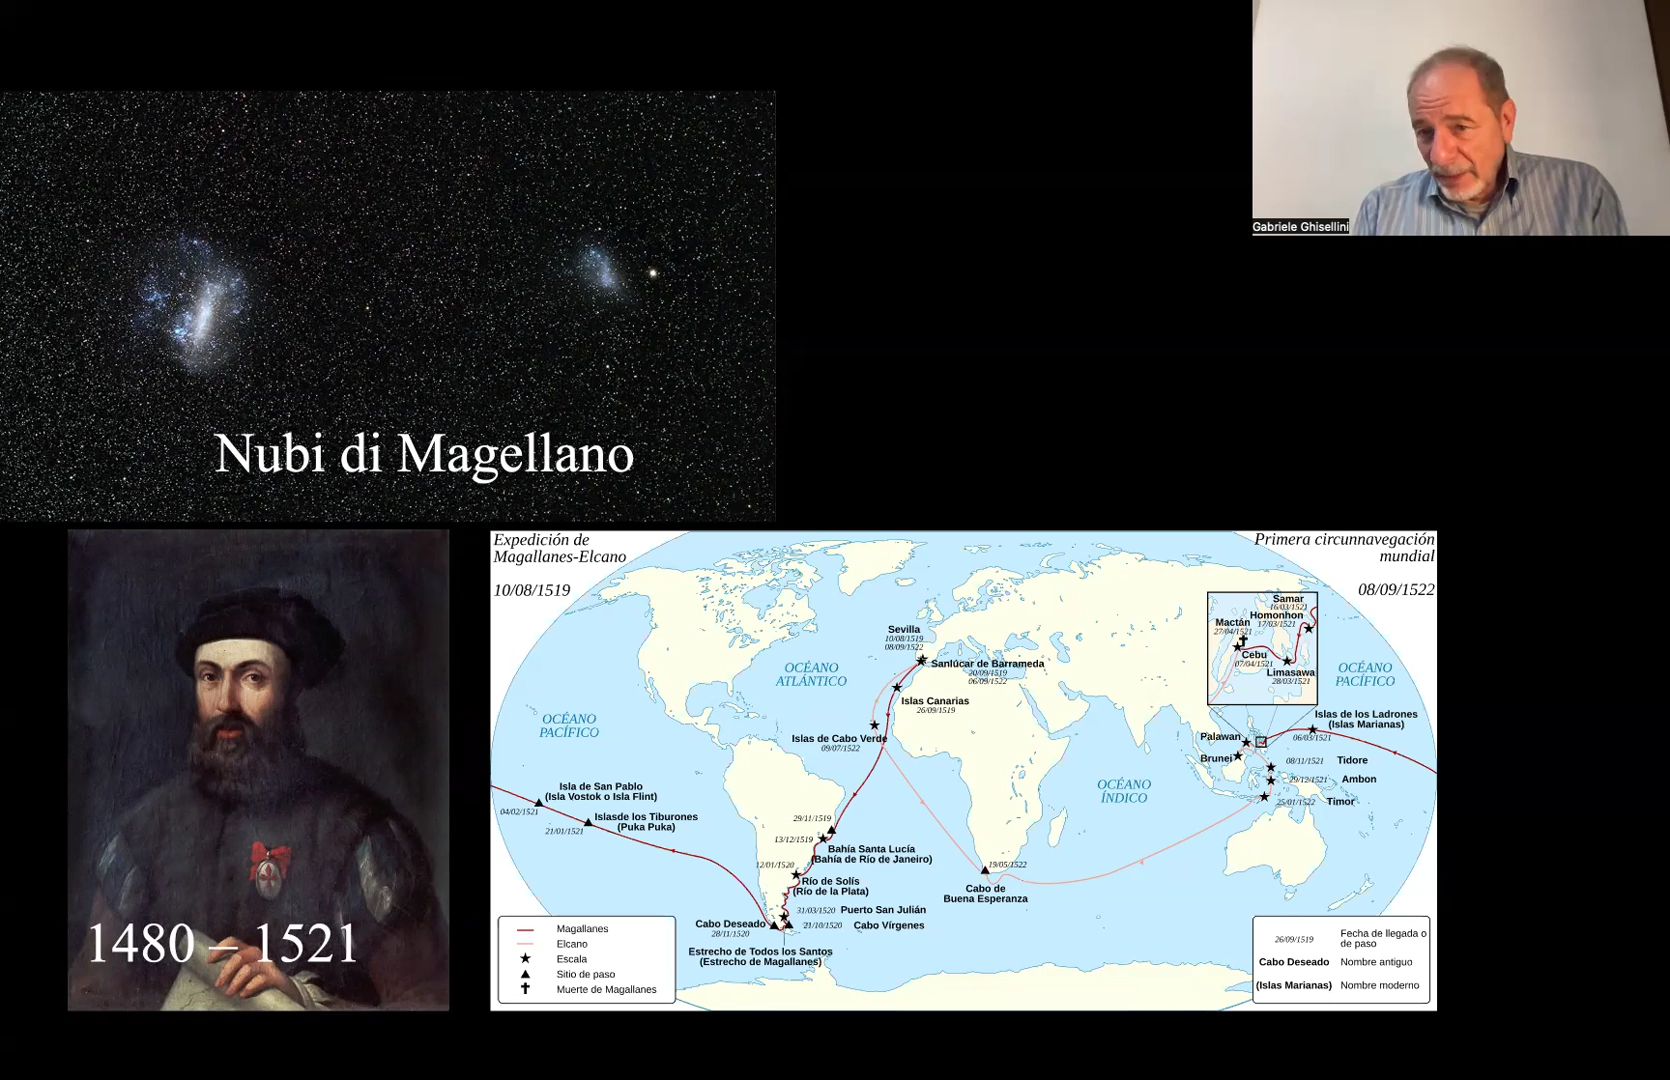 Gabriele Ghisellini
Nubi di Magellano
1480 – 1521
Expedición de
Magallanes-Elcano
10/08/1519
Primera circunnavegación
mundial
08/09/1522
Samar
16/03/1521
Homonhon
17/03/1521
Mactán
27/04/1521
Cebu
07/04/1521
Limasawa
28/03/1521
Sevilla
10/08/1519
08/09/1522
Sanlúcar de Barrameda
20/09/1519
06/09/1522
OCÉANO
ATLÁNTICO
OCÉANO
PACÍFICO
Islas Canarias
26/09/1519
OCÉANO
PACÍFICO
Islas de los Ladrones
(Islas Marianas)
06/03/1521
Islas de Cabo Verde
09/07/1522
Palawan
Brunei
08/11/1521 Tidore
29/12/1521 Ambon
25/01/1522 Timor
OCÉANO
ÍNDICO
Isla de San Pablo
(Isla Vostok o Isla Flint)
04/02/1521
Islasde los Tiburones
(Puka Puka)
21/01/1521
29/11/1519
13/12/1519
Bahía Santa Lucía
(Bahía de Río de Janeiro)
12/01/1520
Río de Solís
(Río de la Plata)
19/05/1522
Cabo de
Buena Esperanza
31/03/1520 Puerto San Julián
Cabo Deseado
28/11/1520
21/10/1520 Cabo Vírgenes
Estrecho de Todos los Santos
(Estrecho de Magallanes)
Magallanes
Elcano
Escala
Sitio de paso
Muerte de Magallanes
26/09/1519 Fecha de llegada o
de paso
Cabo Deseado Nombre antiguo
(Islas Marianas) Nombre moderno